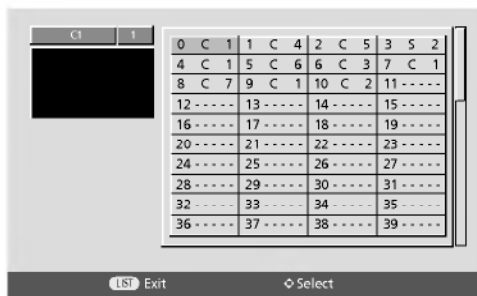 C1 1
0 C 1 1 C 4 2 C 5 3 S 2
4 C 1 5 C 6 6 C 3 7 C 1
8 C 7 9 C 1 10 C 2 11 - - - - -
12 - - - - - 13 - - - - - 14 - - - - - 15 - - - - -
16 - - - - - 17 - - - - - 18 - - - - - 19 - - - - -
20 - - - - - 21 - - - - - 22 - - - - - 23 - - - - -
24 - - - - - 25 - - - - - 26 - - - - - 27 - - - - -
28 - - - - - 29 - - - - - 30 - - - - - 31 - - - - -
32 - - - - - 33 - - - - - 34 - - - - - 35 - - - - -
36 - - - - - 37 - - - - - 38 - - - - - 39 - - - - -
LIST Exit Select